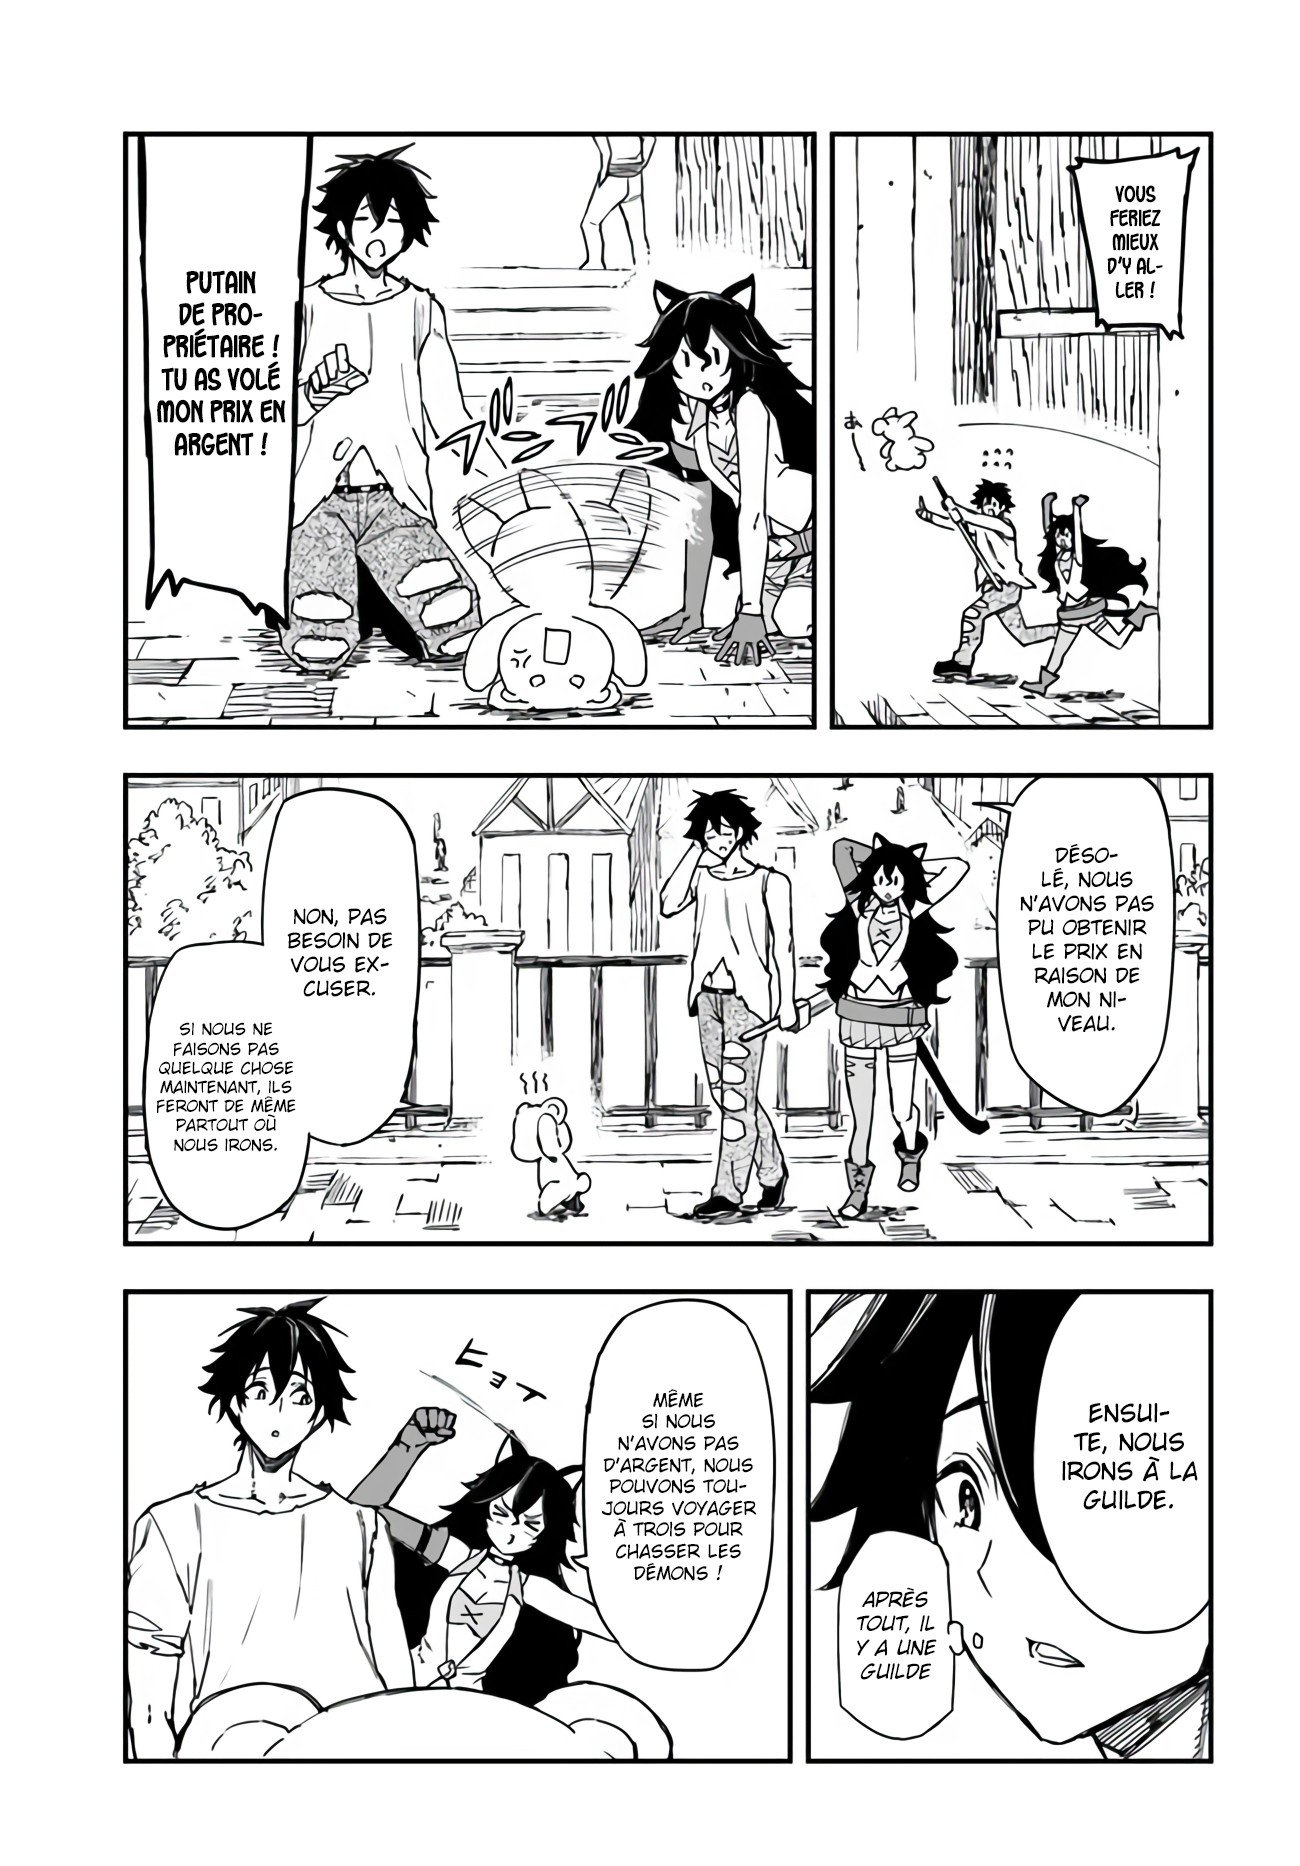 VOUS
FERIEZ
MIEUX
D'Y AL-
LER !
あ
PUTAIN
DE PRO-
PRIÉTAIRE !
TU AS VOLÉ
MON PRIX EN
ARGENT !
DÉSO-
LÉ, NOUS
N'AVONS PAS
PU OBTENIR
LE PRIX EN
RAISON DE
MON NI-
VEAU.
NON, PAS
BESOIN DE
VOUS EX-
CUSER.
SI NOUS NE
FAISONS PAS
QUELQUE CHOSE
MAINTENANT, ILS
FERONT DE MÊME
PARTOUT OÙ
NOUS IRONS.
ENSUI-
TE, NOUS
IRONS À LA
GUILDE.
APRÈS
TOUT, IL
Y A UNE
GUILDE
MÊME
SI NOUS
N'AVONS PAS
D'ARGENT, NOUS
POUVONS TOU-
JOURS VOYAGER
À TROIS POUR
CHASSER LES
DÉMONS !
ヒョイ